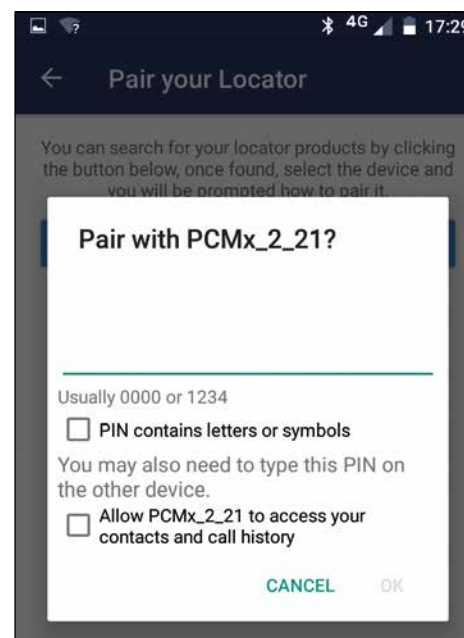 4G 17:29
Pair your Locator
You can search for your locator products by clicking
the button below, once found, select the device and
you will be prompted how to pair it.
Pair with PCMx_2_21?
Usually 0000 or 1234
PIN contains letters or symbols
You may also need to type this PIN on
the other device.
Allow PCMx_2_21 to access your
contacts and call history
CANCEL OK